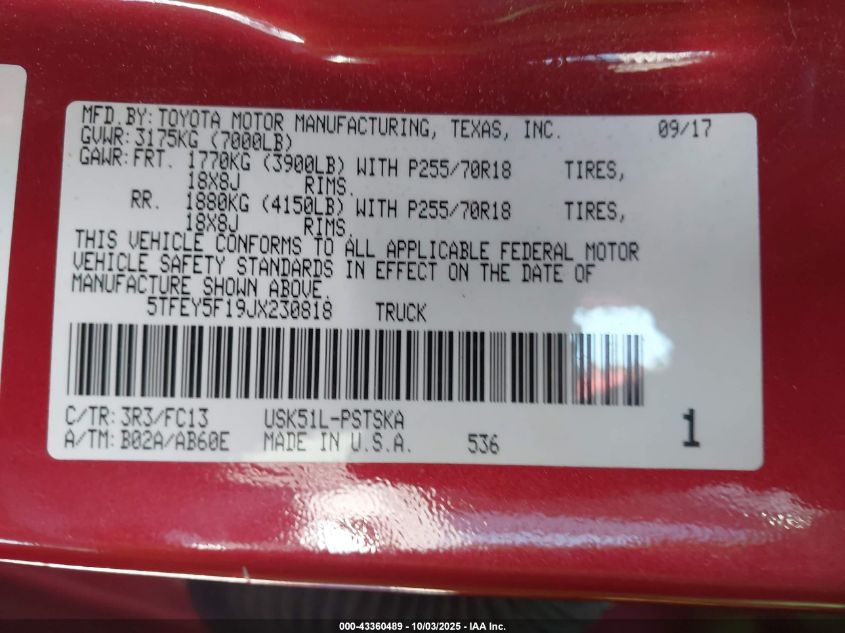 MFD.BY: TOYOTA MOTOR MANUFACTURING, TEXAS, INC. 09/17
GVWR: 3175KG (7000LB)
GAWR: FRT. 1770KG (3900LB) WITH P255/70R18 TIRES,
18X8J RIMS.
RR. 1880KG (4150LB) WITH P255/70R18 TIRES,
18X8J RIMS.
THIS VEHICLE CONFORMS TO ALL APPLICABLE FEDERAL MOTOR
VEHICLE SAFETY STANDARDS IN EFFECT ON THE DATE OF
MANUFACTURE SHOWN ABOVE.
5TFEY5F19JX230818 TRUCK
C/TR: 3R3/FC13 USK51L-PSTSKA
A/TM: B02A/AB60E MADE IN U.S.A. 536 1
000-43360489 - 10/03/2025 - IAA Inc.